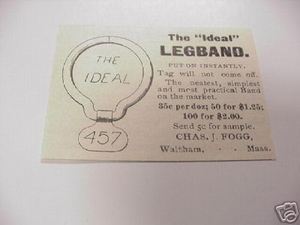 The "Ideal"
LEGBAND.
PUT ON INSTANTLY.
Tag will not come off.
The neatest, simplest
and most practical Band
on the market.
35c per doz; 50 for $1.25;
100 for $2.00.
Send 5c for sample.
CHAS. J. FOGG,
Waltham, - - Mass.
THE
IDEAL
457